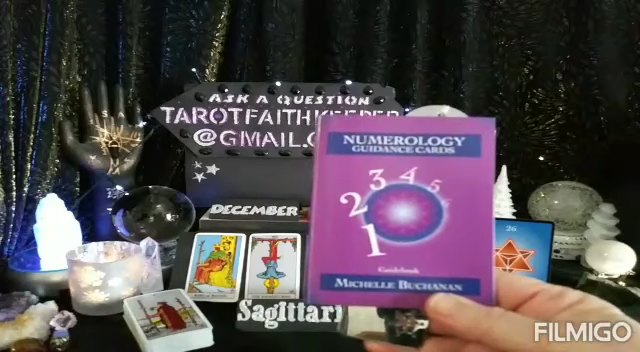 ASK A QUESTION
TAROTFAITHKEEPER
@GMAIL.
NUMEROLOGY
GUIDANCE CARDS
3 4 5
2
1
Guidebook
MICHELLE BUCHANAN
DECEMBER
26
Sagittari
FILMIGO